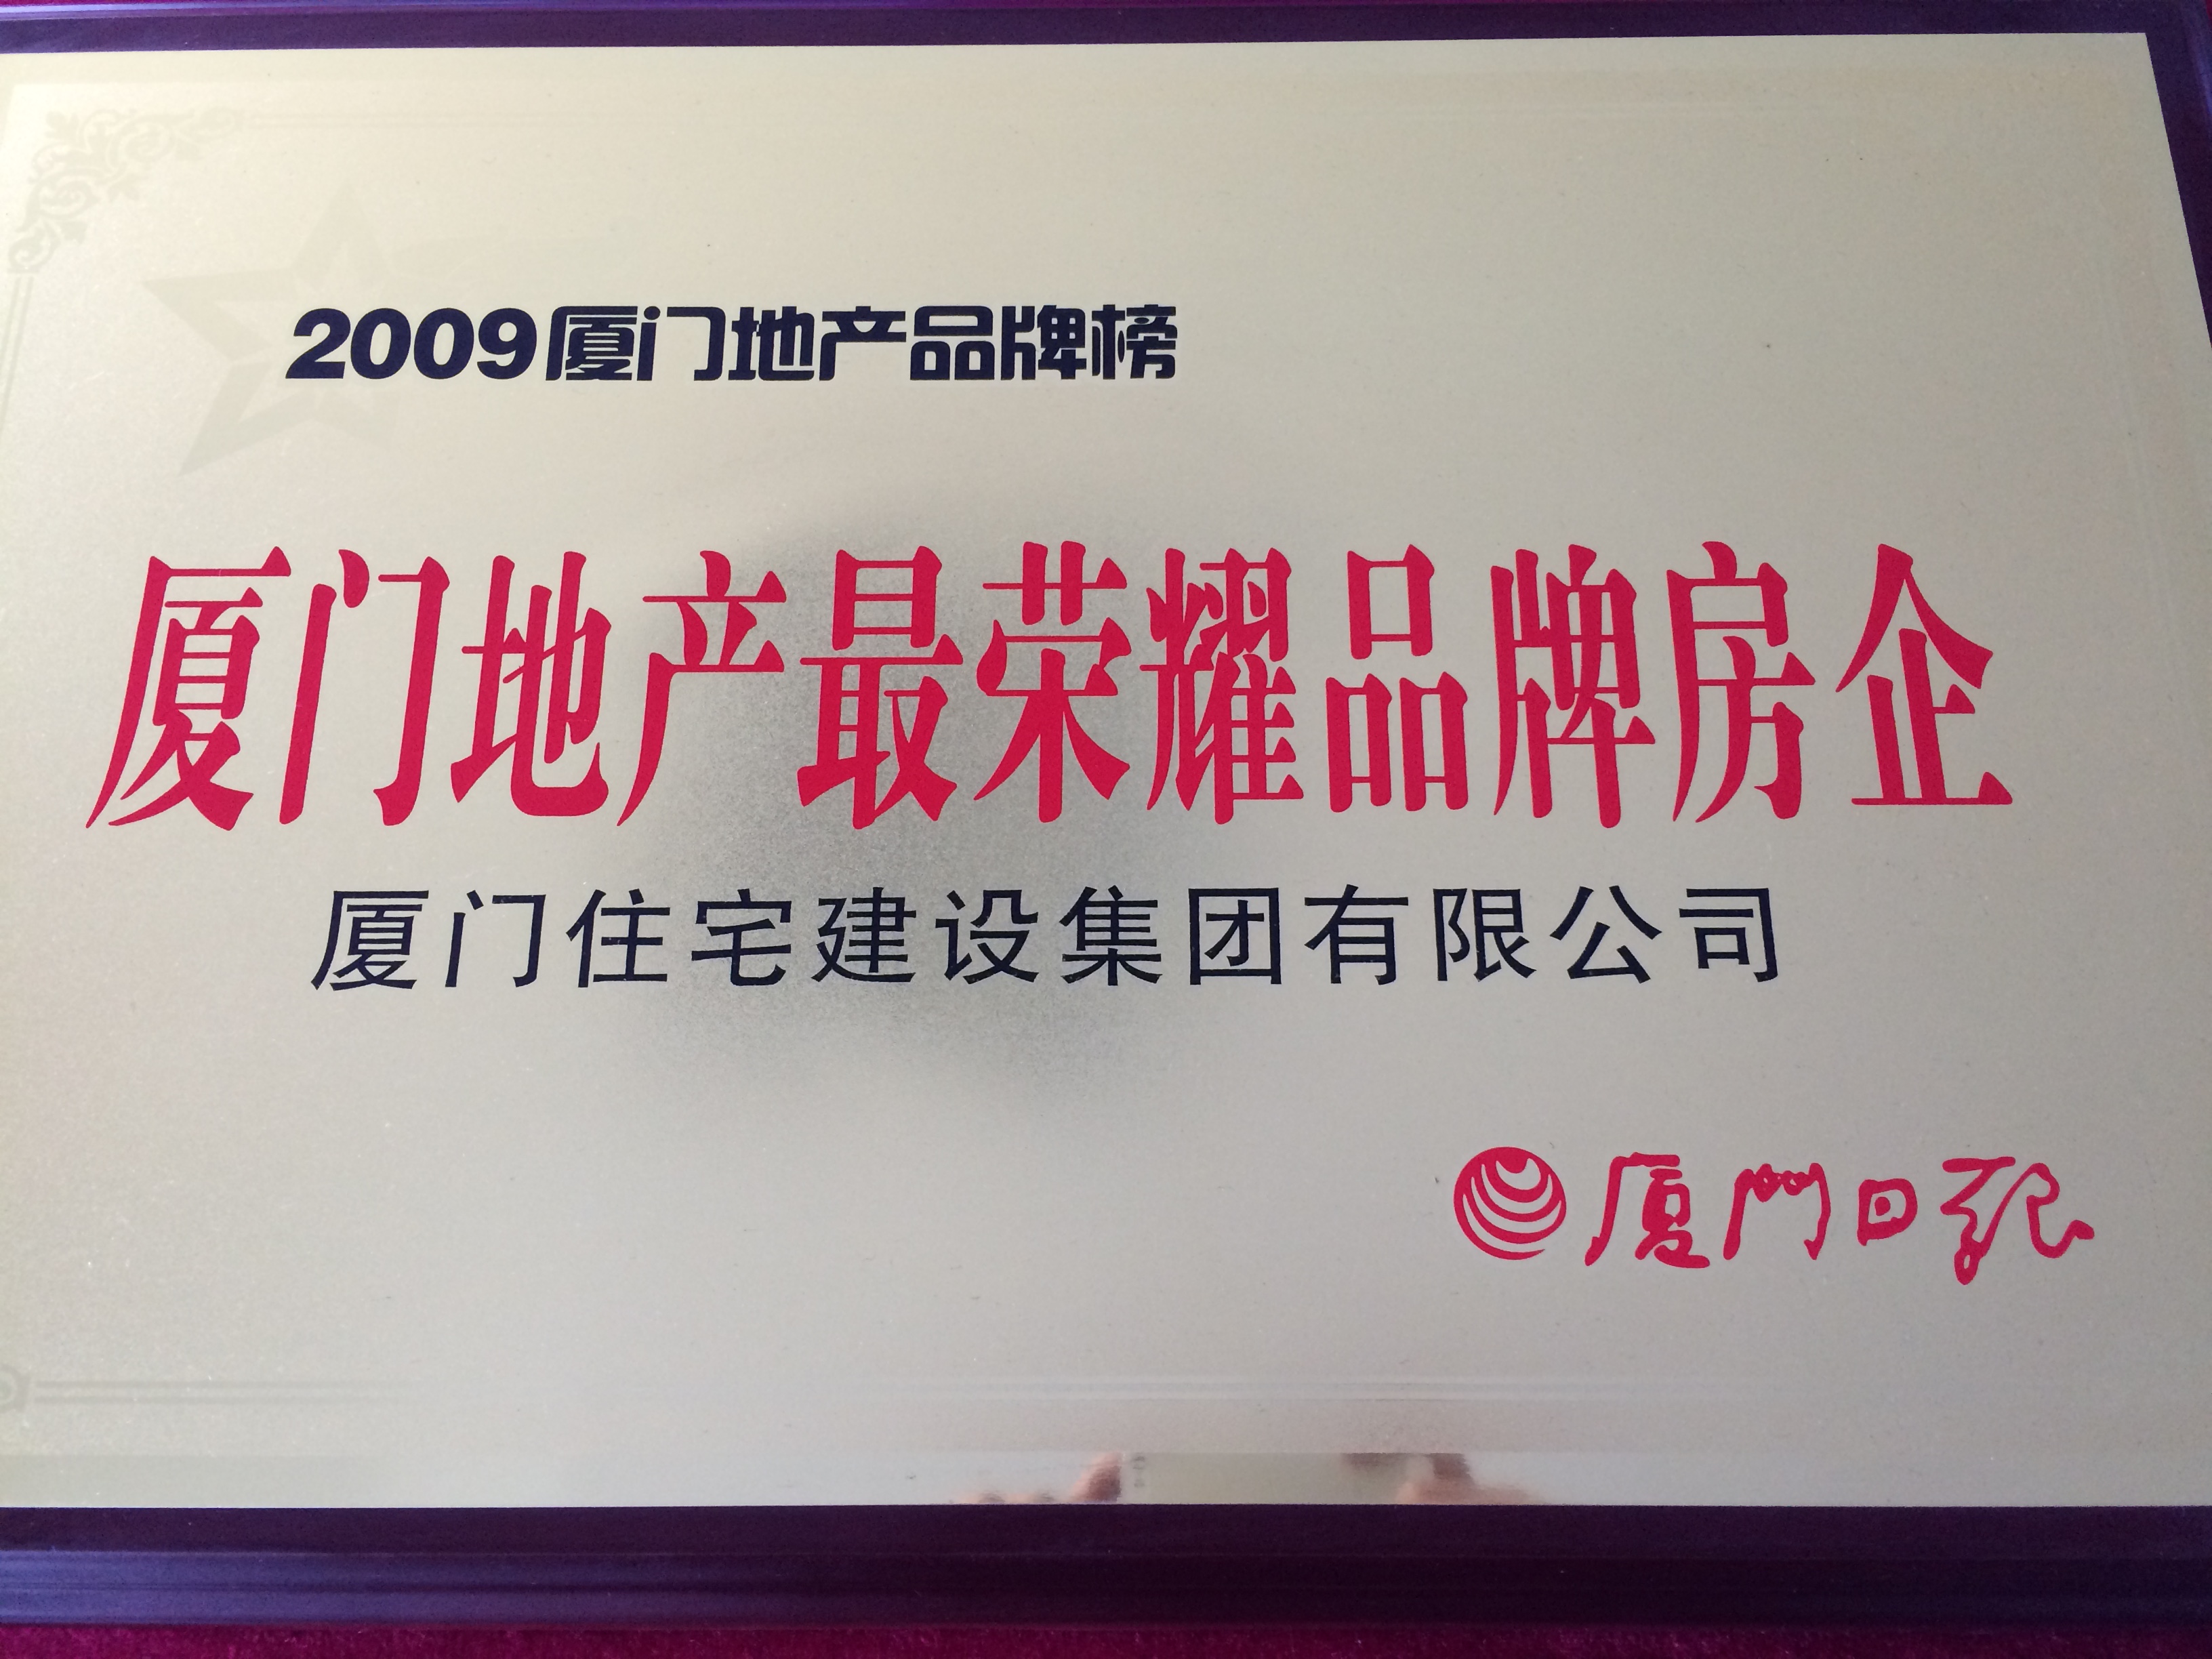 2009厦门地产品牌榜
厦门地产最荣耀品牌房企
厦门住宅建设集团有限公司
厦門日报